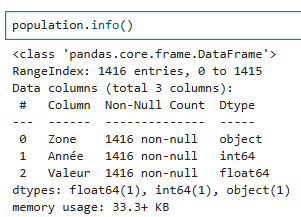 population.info()
<class 'pandas.core.frame.DataFrame'>
RangeIndex: 1416 entries, 0 to 1415
Data columns (total 3 columns):
 #   Column  Non-Null Count  Dtype
---  ------  --------------  -----
 0   Zone    1416 non-null   object
 1   Année   1416 non-null   int64
 2   Valeur  1416 non-null   float64
dtypes: float64(1), int64(1), object(1)
memory usage: 33.3+ KB